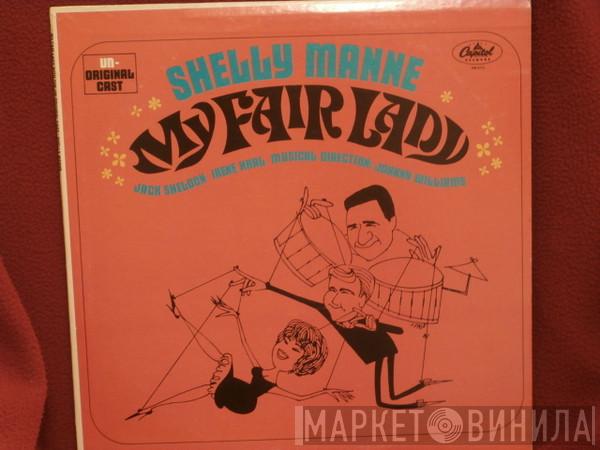 UN-
ORIGINAL
CAST
SHELLY MANNE
Capitol
RECORDS
MY FAIR LADY
JACK SHELDON IRENE KRAL MUSICAL DIRECTION: JOHNNY WILLIAMS
МАРКЕТ ВИНИЛА